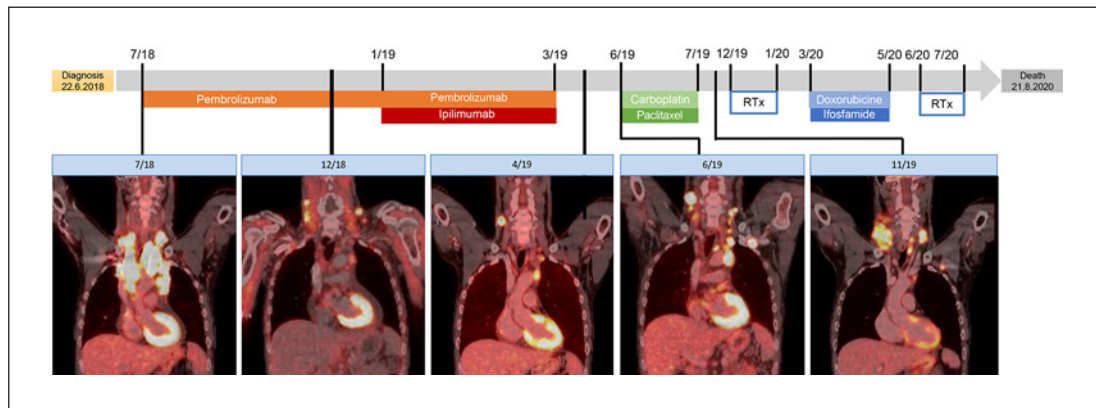 7/18 1/19 3/19 6/19 7/19 12/19 1/20 3/20 5/20 6/20 7/20
Diagnosis
22.6.2018
Death
21.8.2020
Pembrolizumab
Pembrolizumab
Ipilimumab
Carboplatin
Paclitaxel
RTx
Doxorubicine
Ifosfamide
RTx
7/18 12/18 4/19 6/19 11/19